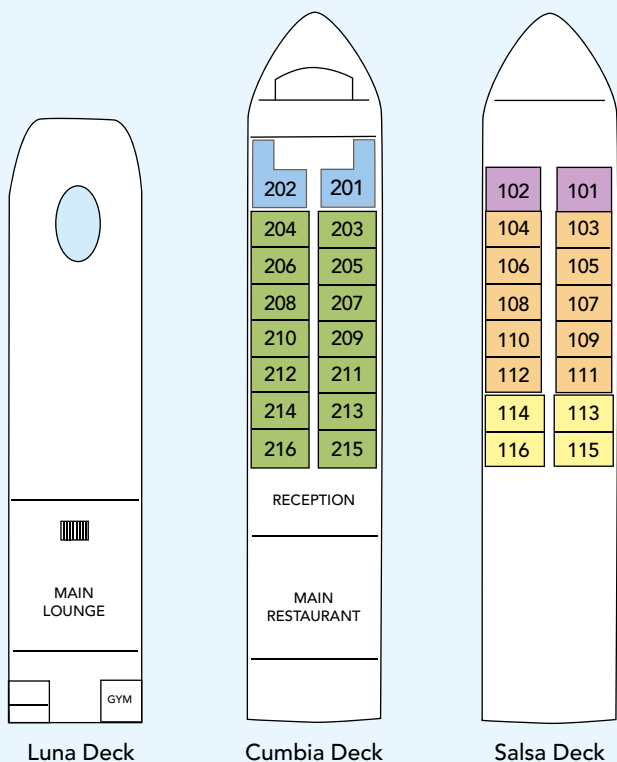 MAIN
LOUNGE
GYM
Luna Deck
202 201
204 203
206 205
208 207
210 209
212 211
214 213
216 215
RECEPTION
MAIN
RESTAURANT
Cumbia Deck
102 101
104 103
106 105
108 107
110 109
112 111
114 113
116 115
Salsa Deck